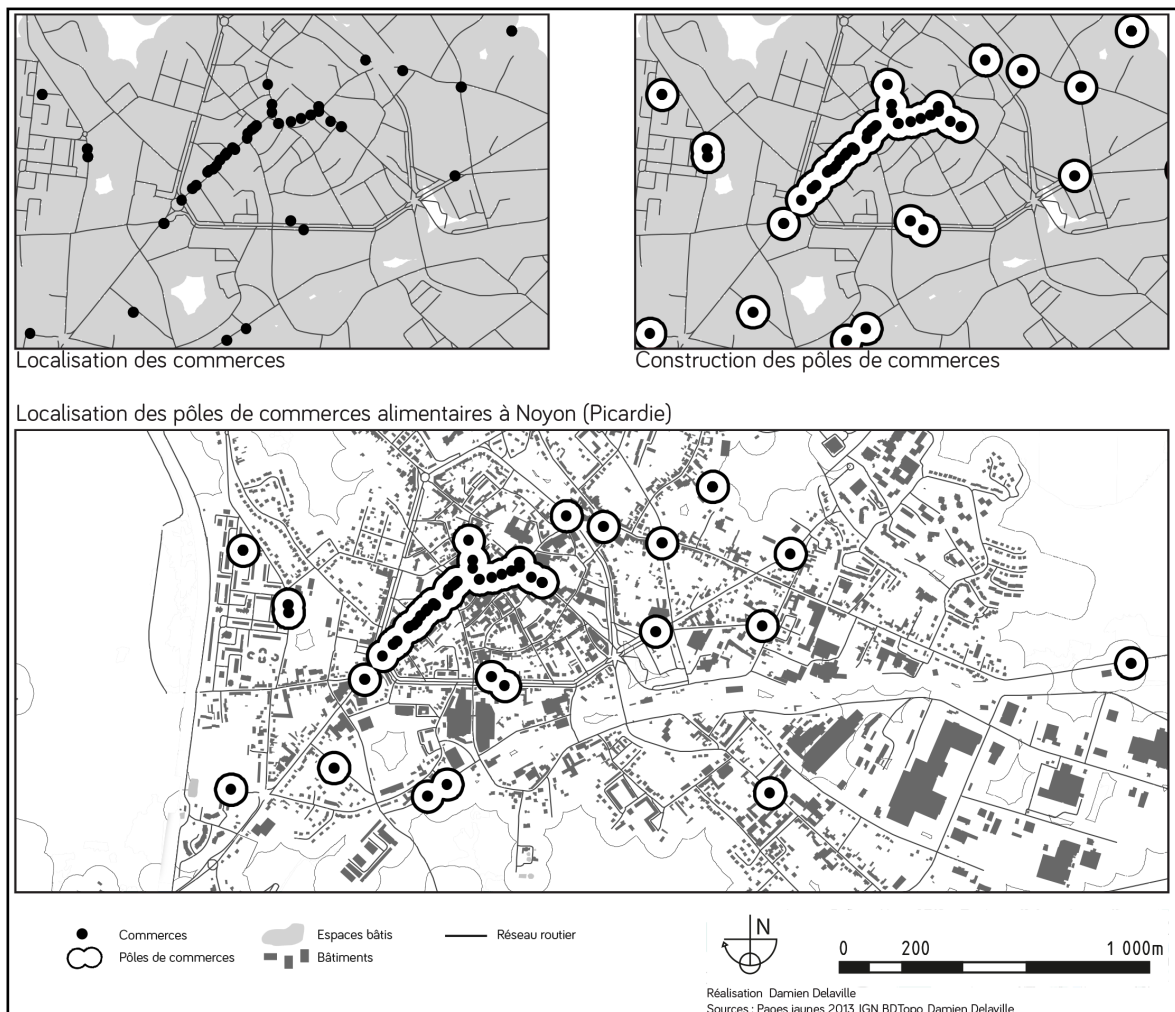 Localisation des commerces
Construction des pôles de commerces
Localisation des pôles de commerces alimentaires à Noyon (Picardie)
Commerces
Pôles de commerces
Espaces bâtis
Bâtiments
Réseau routier
N
0 200 1 000m
Réalisation Damien Delaville
Sources : Pages jaunes 2013, IGN BDTopo, Damien Delaville